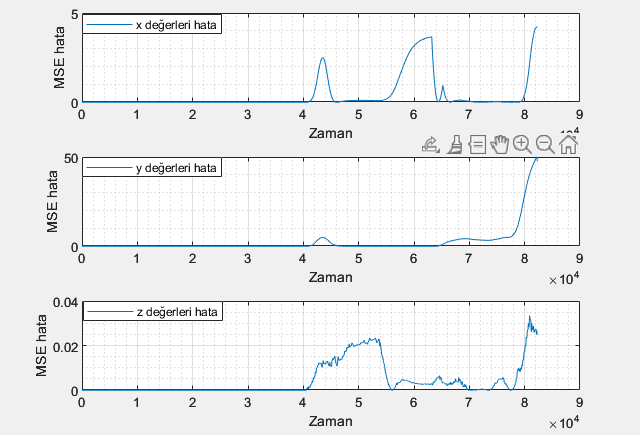 5
x değerleri hata
MSE hata
0
0 1 2 3 4 5 6 7 8 9
Zaman
50
y değerleri hata
MSE hata
0
0 1 2 3 4 5 6 7 8 9
Zaman
×10⁴
0.04
z değerleri hata
MSE hata
0.02
0
0 1 2 3 4 5 6 7 8 9
Zaman
×10⁴